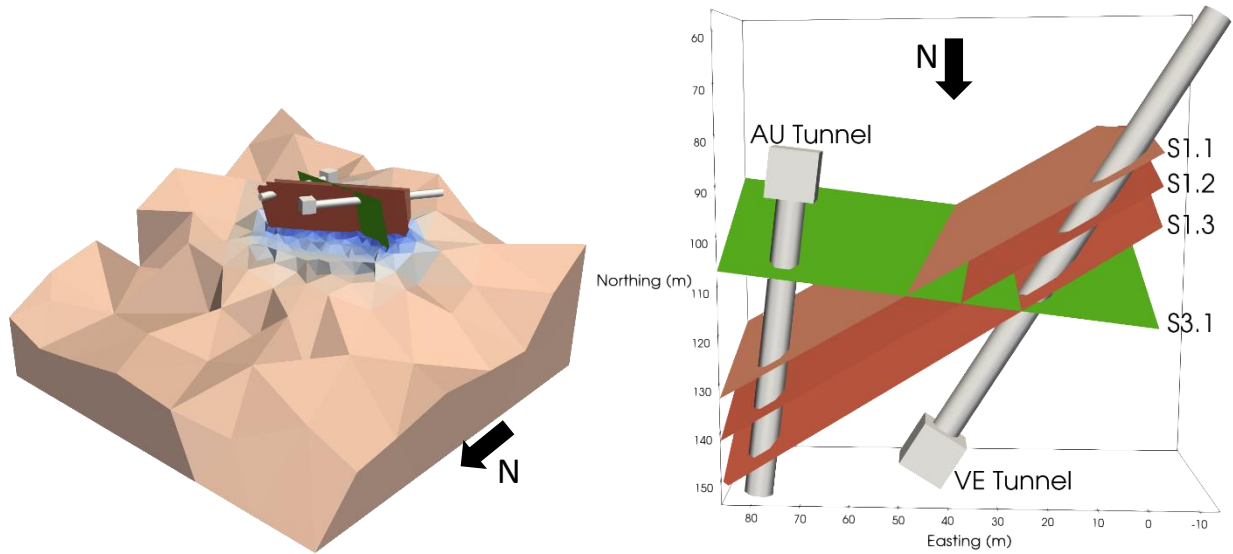 N
N
AU Tunnel
S1.1
S1.2
S1.3
S3.1
VE Tunnel
Northing (m)
60
70
80
90
100
110
120
130
140
150
80 70 60 50 40 30 20 10 0 -10
Easting (m)